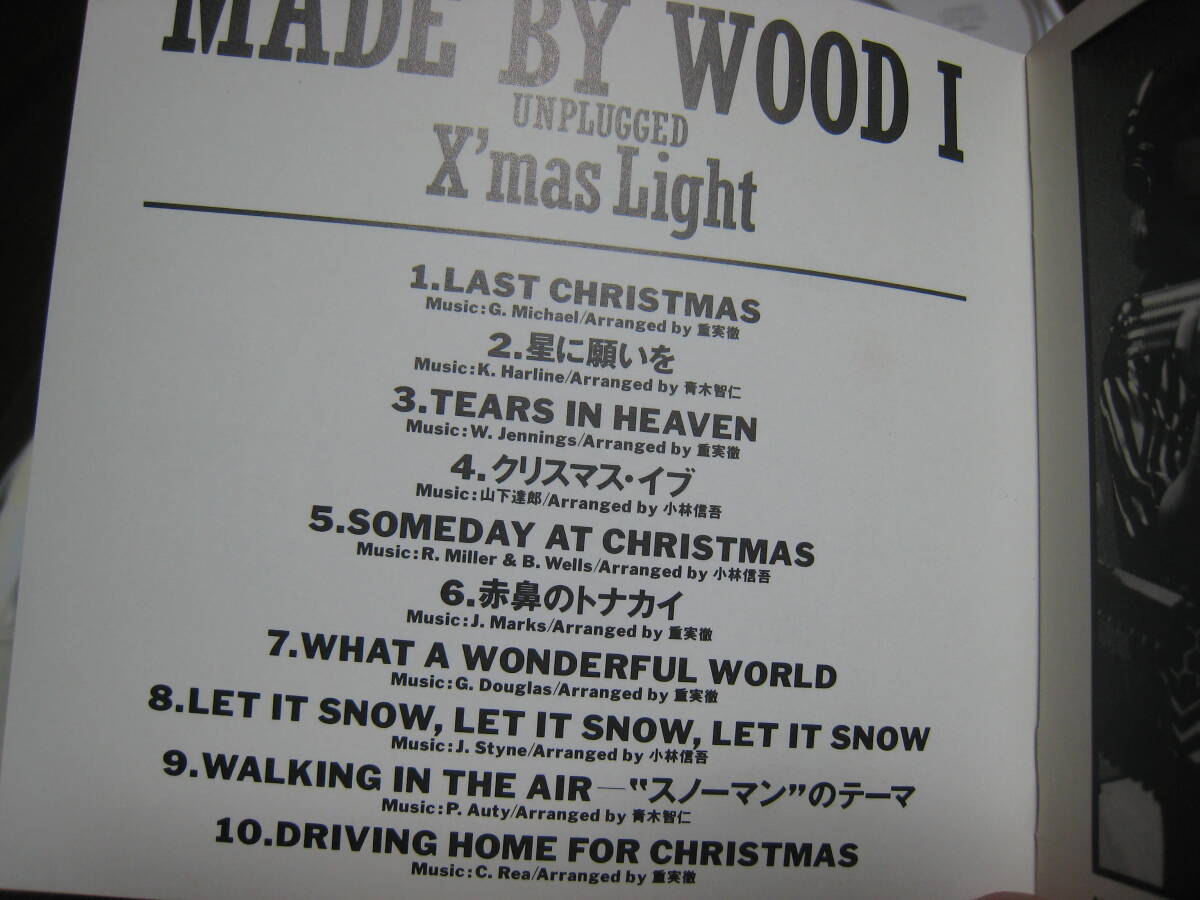 MADE BY WOOD I
UNPLUGGED
X'mas Light
1.LAST CHRISTMAS
Music:G. Michael/Arranged by 重実徹
2.星に願いを
Music:K. Harline/Arranged by 青木智仁
3.TEARS IN HEAVEN
Music:W. Jennings/Arranged by 重実徹
4.クリスマス・イブ
Music:山下達郎/Arranged by 小林信吾
5.SOMEDAY AT CHRISTMAS
Music:R. Miller & B. Wells/Arranged by 小林信吾
6.赤鼻のトナカイ
Music:J. Marks/Arranged by 重実徹
7.WHAT A WONDERFUL WORLD
Music:G. Douglas/Arranged by 重実徹
8.LET IT SNOW, LET IT SNOW, LET IT SNOW
Music:J. Styne/Arranged by 小林信吾
9.WALKING IN THE AIR—“スノーマン”のテーマ
Music:P. Auty/Arranged by 青木智仁
10.DRIVING HOME FOR CHRISTMAS
Music:C. Rea/Arranged by 重実徹